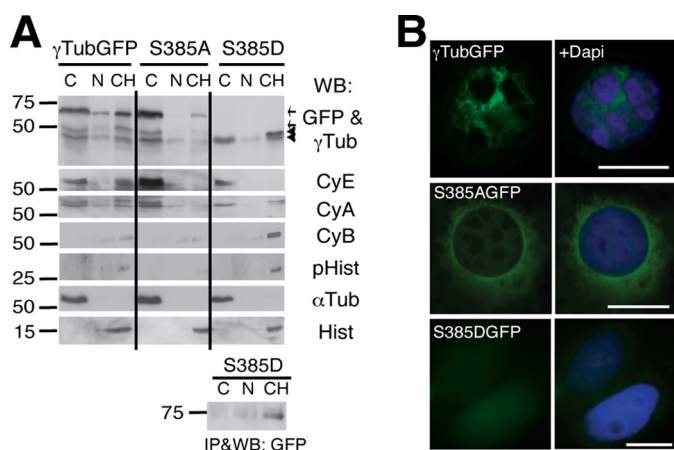 A
γTubGFP S385A S385D
C N CH C N CH C N CH WB:
75
50
GFP &
γTub
50
CyE
50
CyA
50
CyB
25
pHist
50
αTub
15
Hist
S385D
C N CH
75
IP&WB: GFP
B
γTubGFP +Dapi
S385AGFP
S385DGFP